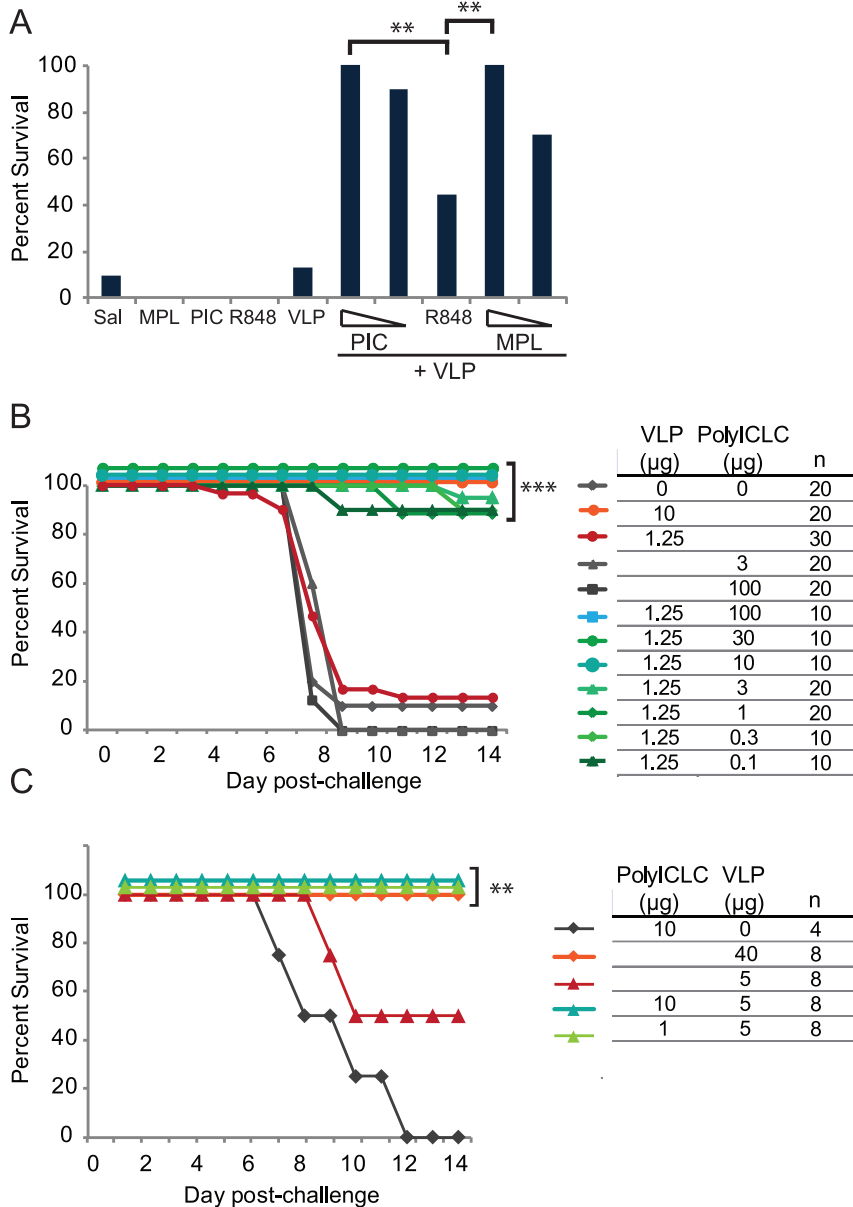 A
** **
Percent Survival
100
80
60
40
20
0
Sal MPL PIC R848 VLP R848
PIC MPL
+ VLP
B
Percent Survival
100
80
60
40
20
0
0 2 4 6 8 10 12 14
Day post-challenge
***
VLP PolyICLC
(µg) (µg) n
0 0 20
10 20
1.25 30
3 20
100 20
1.25 100 10
1.25 30 10
1.25 10 10
1.25 3 20
1.25 1 20
1.25 0.3 10
1.25 0.1 10
C
Percent Survival
100
80
60
40
20
0
0 2 4 6 8 10 12 14
Day post-challenge
**
PolyICLC VLP
(µg) (µg) n
10 0 4
40 8
5 8
10 5 8
1 5 8